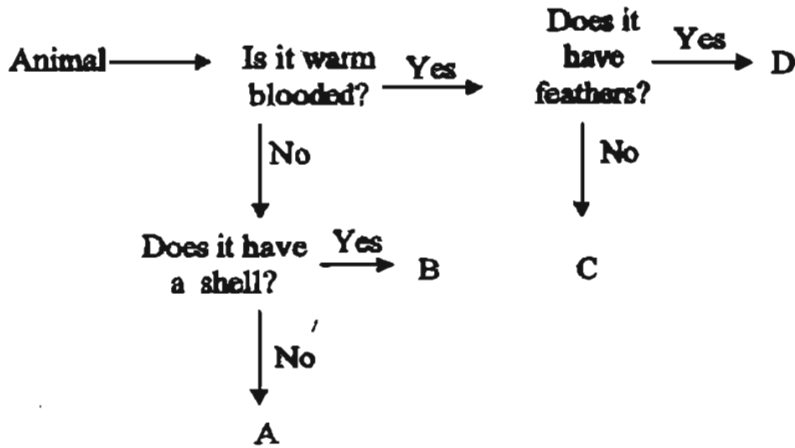 Animal
Is it warm
blooded?
Yes
Does it
have
feathers?
Yes
D
No
No
Does it have
a shell?
Yes
B
C
No
A